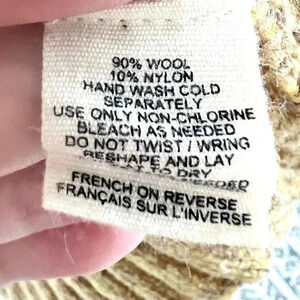 90% WOOL
10% NYLON
HAND WASH COLD
SEPARATELY
USE ONLY NON-CHLORINE
BLEACH AS NEEDED
DO NOT TWIST / WRING
RESHAPE AND LAY
TO DRY
NEEDED
FRENCH ON REVERSE
FRANÇAIS SUR L'INVERSE